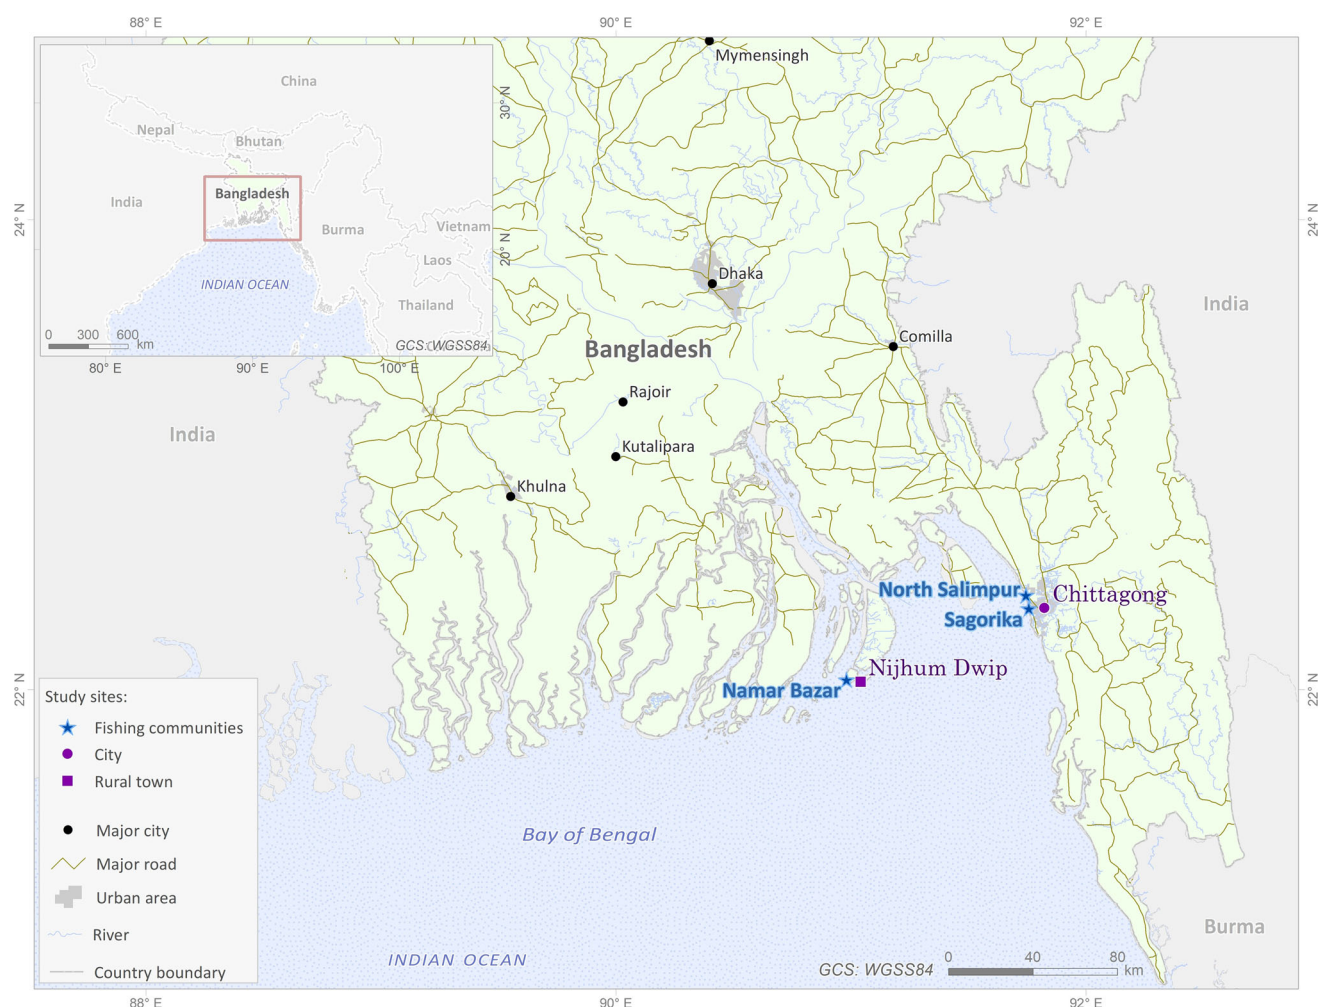 88° E
90° E
92° E
Mymensingh
China
30° N
Nepal
Bhutan
Bangladesh
India
24° N
24° N
Burma
Vietnam
20° N
Laos
Dhaka
INDIAN OCEAN
India
Thailand
0 300 600
km
GCS: WGSS84
Comilla
Bangladesh
80° E
90° E
100° E
Rajoir
India
Kutalipara
Khulna
North Salimpur
Chittagong
Sagorika
Nijhum Dwip
Namar Bazar
22° N
22° N
Study sites:
Fishing communities
City
Rural town
Major city
Major road
Urban area
River
Country boundary
Bay of Bengal
Burma
INDIAN OCEAN
GCS: WGSS84
0 40 80
km
88° E
90° E
92° E